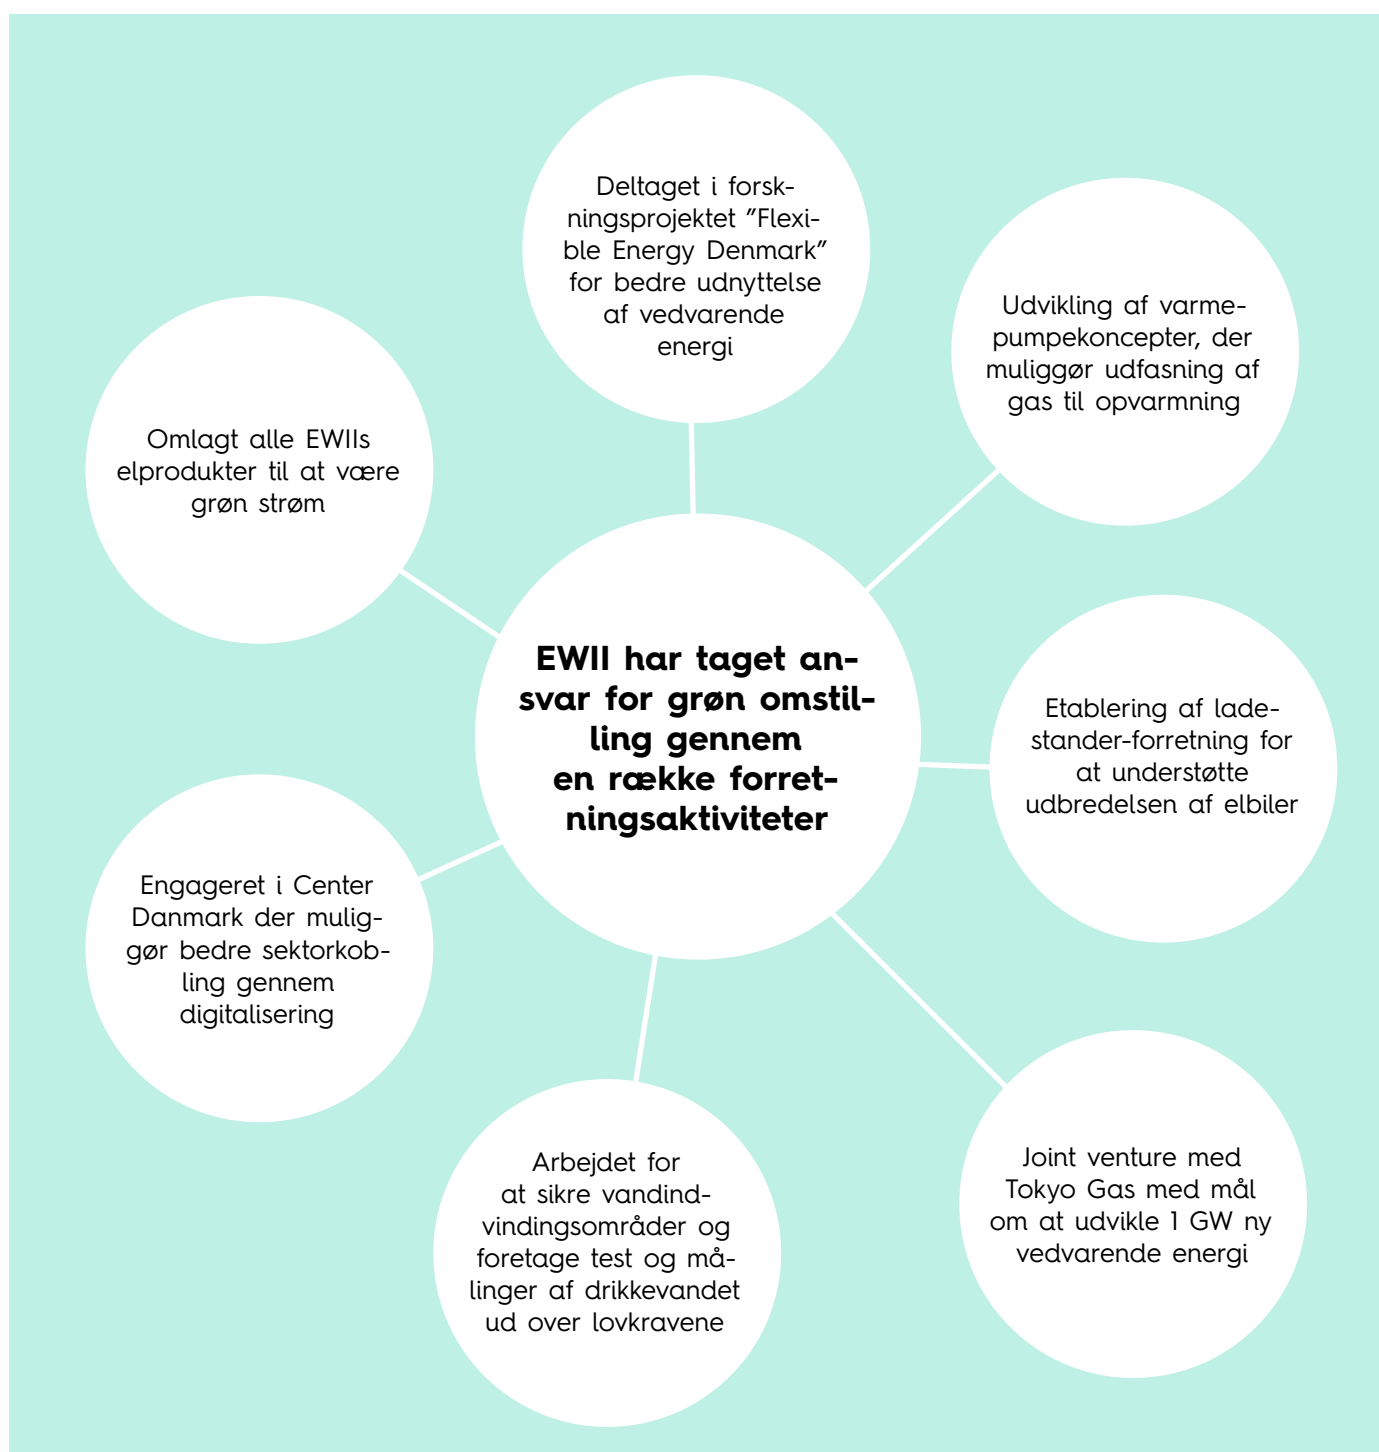 Deltaget i forsk-
ningsprojektet ”Flexi-
ble Energy Denmark”
for bedre udnyttelse
af vedvarende
energi
Udvikling af varme-
pumpekoncepter, der
muliggør udfasning af
gas til opvarmning
Omlagt alle EWIIs
elprodukter til at være
grøn strøm
EWII har taget an-
svar for grøn omstil-
ling gennem
en række forret-
ningsaktiviteter
Etablering af lade-
stander-forretning for
at understøtte
udbredelsen af elbiler
Engageret i Center
Danmark der mulig-
gør bedre sektorkob-
ling gennem
digitalisering
Arbejdet for
at sikre vandind-
vindingsområder og
foretage test og må-
linger af drikkevandet
ud over lovkravene
Joint venture med
Tokyo Gas med mål
om at udvikle 1 GW ny
vedvarende energi